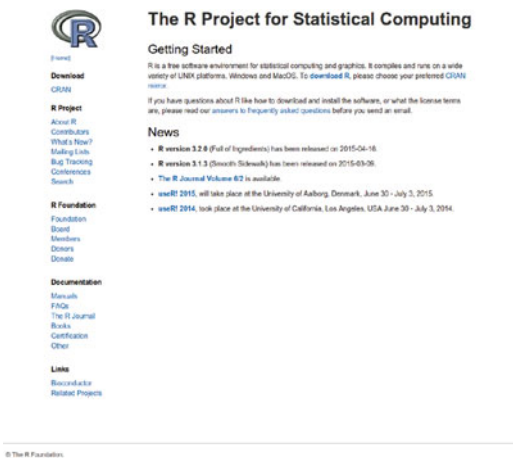 R
The R Project for Statistical Computing
[Home]
Download
CRAN
R Project
About R
Contributors
What's New?
Mailing Lists
Bug Tracking
Conferences
Search
R Foundation
Foundation
Board
Members
Donors
Donate
Documentation
Manuals
FAQs
The R Journal
Books
Certification
Other
Links
Bioconductor
Related Projects
Getting Started
R is a free software environment for statistical computing and graphics. It compiles and runs on a wide
variety of UNIX platforms, Windows and MacOS. To download R, please choose your preferred CRAN
mirror.
If you have questions about R like how to download and install the software, or what the license terms
are, please read our answers to frequently asked questions before you send an email.
News
• R version 3.2.0 (Full of Ingredients) has been released on 2015-04-16.
• R version 3.1.3 (Smooth Sidewalk) has been released on 2015-03-09.
• The R Journal Volume 6/2 is available.
• useR! 2015, will take place at the University of Aalborg, Denmark, June 30 - July 3, 2015.
• useR! 2014, took place at the University of California, Los Angeles, USA June 30 - July 3, 2014.
© The R Foundation.